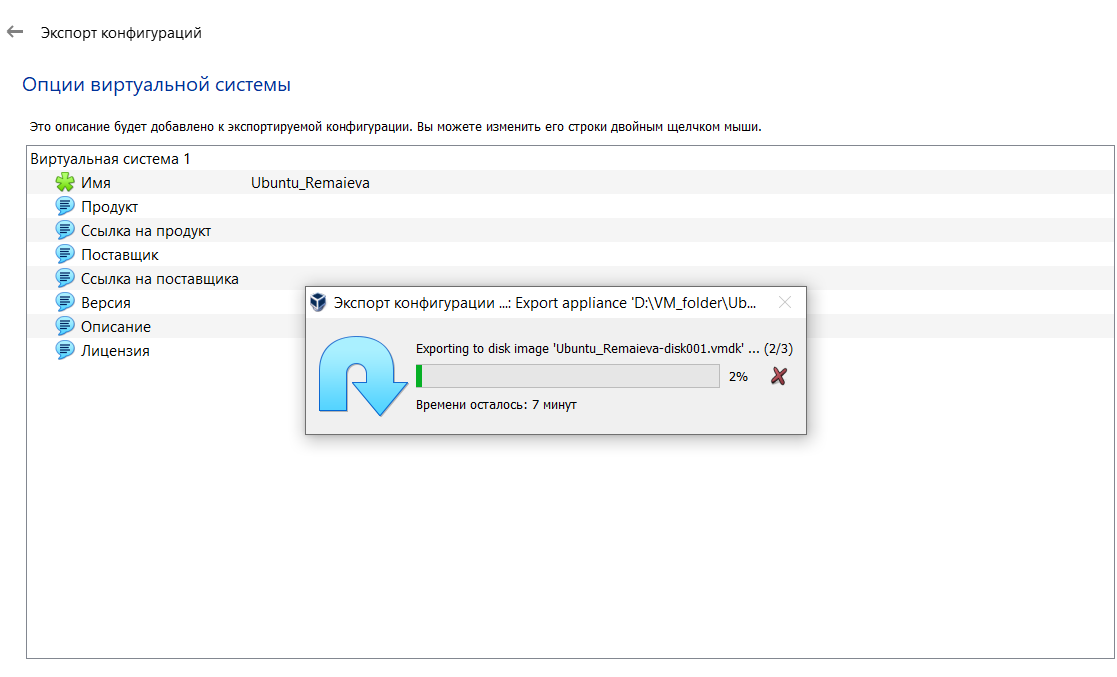 Экспорт конфигураций
Опции виртуальной системы
Это описание будет добавлено к экспортируемой конфигурации. Вы можете изменить его строки двойным щелчком мыши.
Виртуальная система 1
Имя Ubuntu_Remaieva
Продукт
Ссылка на продукт
Поставщик
Ссылка на поставщика
Версия
Описание
Лицензия
Экспорт конфигурации ...: Export appliance 'D:\VM_folder\Ub...
Exporting to disk image 'Ubuntu_Remaieva-disk001.vmdk' ... (2/3)
2%
Времени осталось: 7 минут